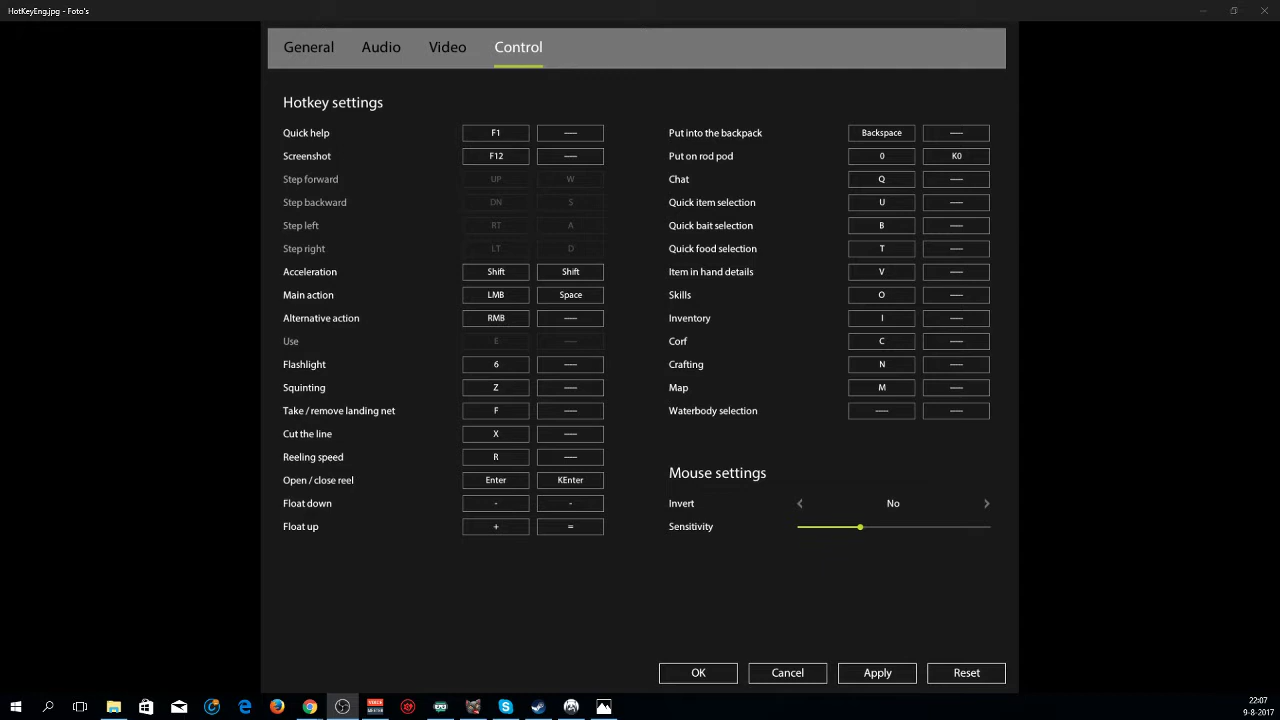 HotKeyEng.jpg - Foto's
General Audio Video Control
Hotkey settings
Quick help F1 —
Screenshot F12 —
Step forward UP W
Step backward DN S
Step left RT A
Step right LT D
Acceleration Shift Shift
Main action LMB Space
Alternative action RMB —
Use E —
Flashlight 6 —
Squinting Z —
Take / remove landing net F —
Cut the line X —
Reeling speed R —
Open / close reel Enter KEnter
Float down - -
Float up + =
Put into the backpack Backspace —
Put on rod pod 0 K0
Chat Q —
Quick item selection U —
Quick bait selection B —
Quick food selection T —
Item in hand details V —
Skills O —
Inventory I —
Corf C —
Crafting N —
Map M —
Waterbody selection — —
Mouse settings
Invert < No >
Sensitivity
OK Cancel Apply Reset
VOICE MEETER
22:07
9-8-2017